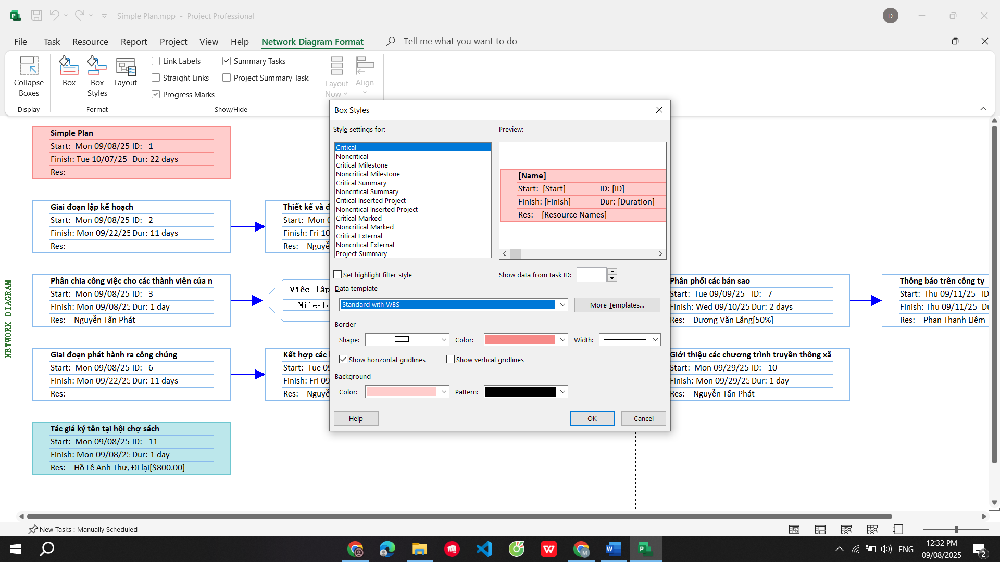 Simple Plan.mpp - Project Professional
D
File Task Resource Report Project View Help Network Diagram Format Tell me what you want to do
Collapse Boxes
Box
Box Styles
Layout
Link Labels
Straight Links
Progress Marks
Summary Tasks
Project Summary Task
Layout Now
Align
Display
Format
Show/Hide
NETWORK DIAGRAM
Simple Plan
Start: Mon 09/08/25 ID: 1
Finish: Tue 10/07/25 Dur: 22 days
Res:
Giai đoạn lập kế hoạch
Start: Mon 09/08/25 ID: 2
Finish: Mon 09/22/25 Dur: 11 days
Res:
Thiết kế và đ
Start: Mon 0
Finish: Fri 10
Res: Nguyễ
Phân chia công việc cho các thành viên của n
Start: Mon 09/08/25 ID: 3
Finish: Mon 09/08/25 Dur: 1 day
Res: Nguyễn Tấn Phát
Việc lập
Milesto
Phân phối các bản sao
Start: Tue 09/09/25 ID: 7
Finish: Wed 09/10/25 Dur: 2 days
Res: Dương Văn Lăng[50%]
Thông báo trên công ty
Start: Thu 09/11/25 ID
Finish: Thu 09/11/25 Du
Res: Phan Thanh Liêm
Giai đoạn phát hành ra công chúng
Start: Mon 09/08/25 ID: 6
Finish: Mon 09/22/25 Dur: 11 days
Res:
Kết hợp các
Start: Tue 09
Finish: Fri 09
Res: Nguyễ
Giới thiệu các chương trình truyền thông xã
Start: Mon 09/29/25 ID: 10
Finish: Mon 09/29/25 Dur: 1 day
Res: Nguyễn Tấn Phát
Tác giả ký tên tại hội chợ sách
Start: Mon 09/08/25 ID: 11
Finish: Mon 09/08/25 Dur: 1 day
Res: Hồ Lê Anh Thư, Đi lại[$800.00]
Box Styles
Style settings for:
Critical
Noncritical
Critical Milestone
Noncritical Milestone
Critical Summary
Noncritical Summary
Critical Inserted Project
Noncritical Inserted Project
Critical Marked
Noncritical Marked
Critical External
Noncritical External
Project Summary
Preview:
[Name]
Start: [Start] ID: [ID]
Finish: [Finish] Dur: [Duration]
Res: [Resource Names]
Set highlight filter style
Show data from task ID:
Data template
Standard with WBS
More Templates...
Border
Shape: Color: Width:
Show horizontal gridlines Show vertical gridlines
Background
Color: Pattern:
Help OK Cancel
New Tasks : Manually Scheduled
ENG
12:32 PM
09/08/2025
2